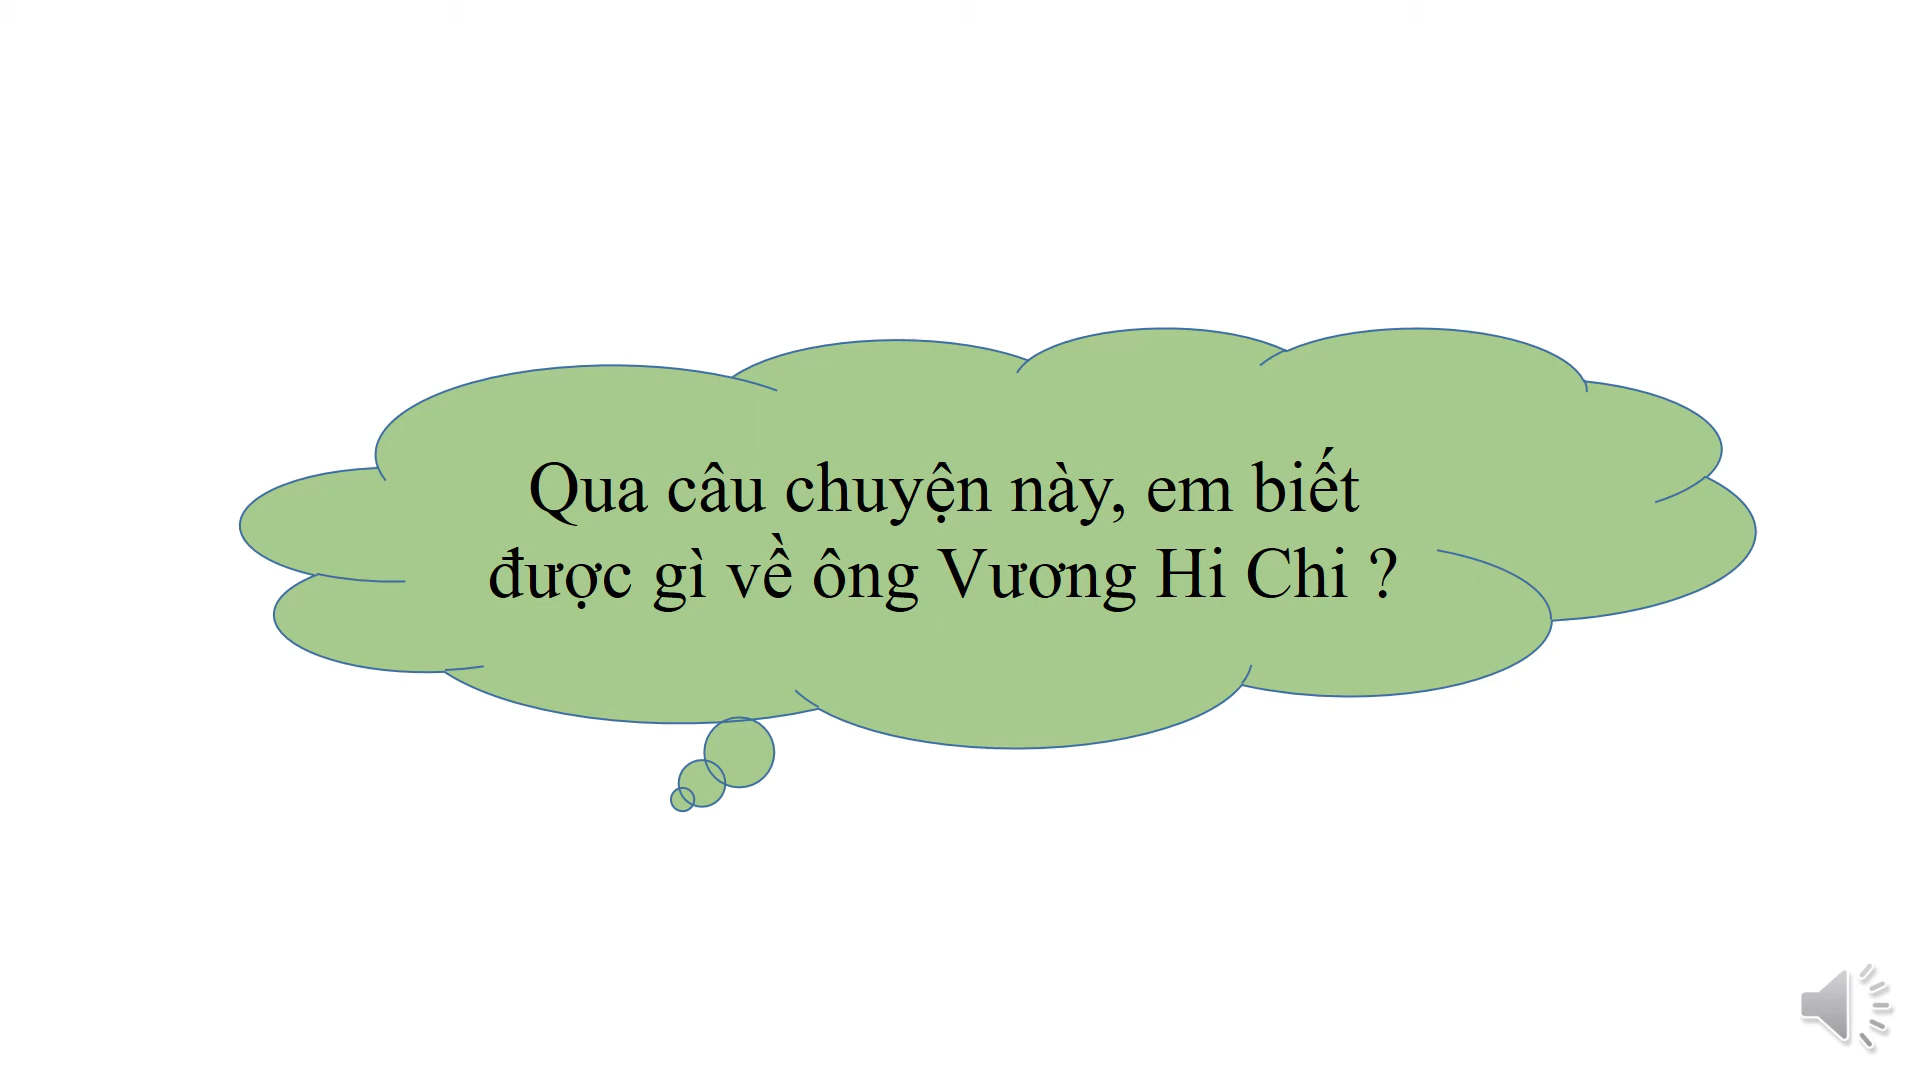 Qua câu chuyện này, em biết
được gì về ông Vương Hi Chi ?